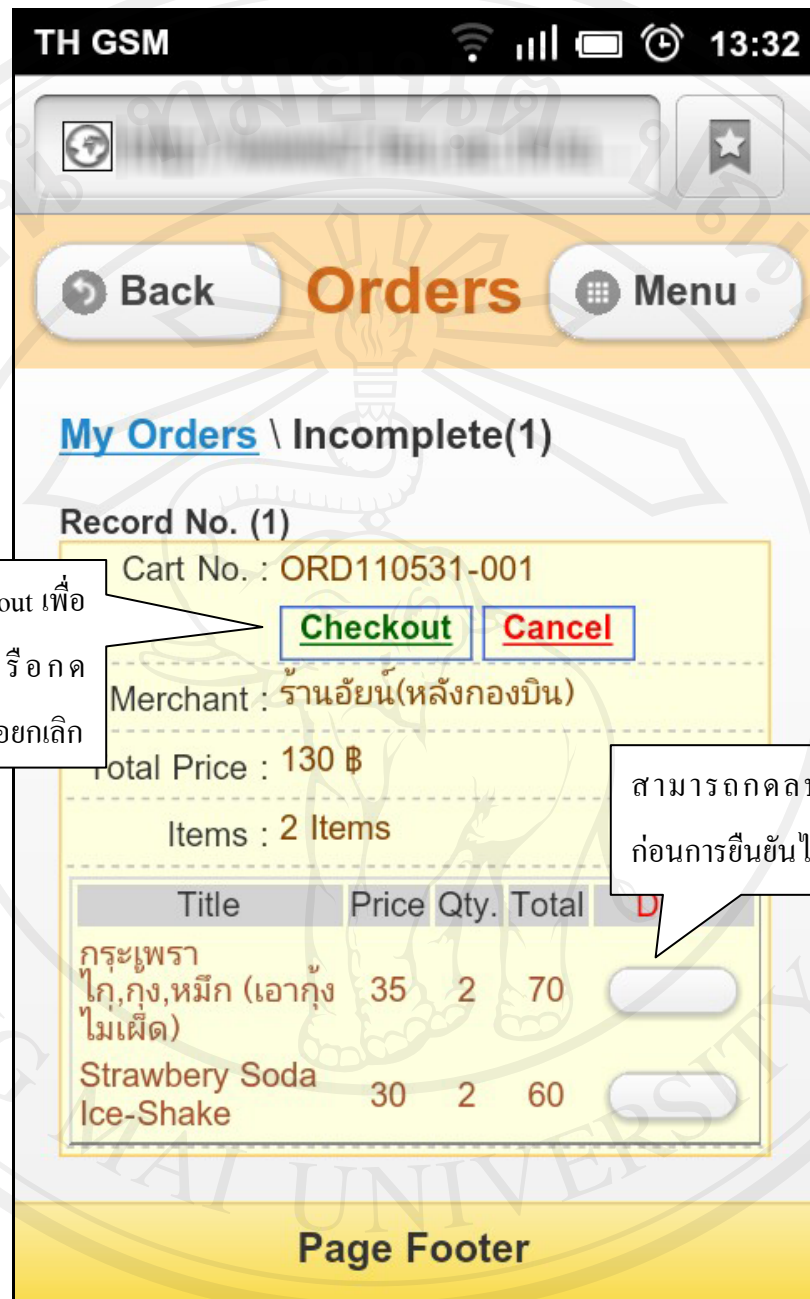 TH GSM 13:32
Back Orders Menu
My Orders \ Incomplete(1)
Record No. (1)
Cart No. : ORD110531-001
Checkout Cancel
Merchant : ร้านอัยน์(หลังกองบิน)
Total Price : 130 ฿
Items : 2 Items
out เพื่อ
รือกด
อยกเลิก
สามารถกดลบ
ก่อนการยืนยันไ
Title Price Qty. Total D
กระเพรา
ไก่,กุ้ง,หมึก (เอากุ้ง 35 2 70
ไม่เผ็ด)
Strawbery Soda
Ice-Shake 30 2 60
Page Footer
MAI UNIVERSITY